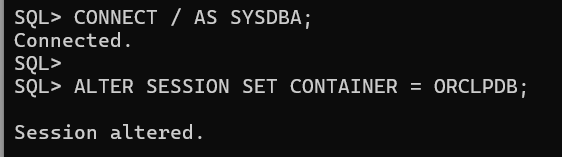 SQL> CONNECT / AS SYSDBA;
Connected.
SQL>
SQL> ALTER SESSION SET CONTAINER = ORCLPDB;
Session altered.